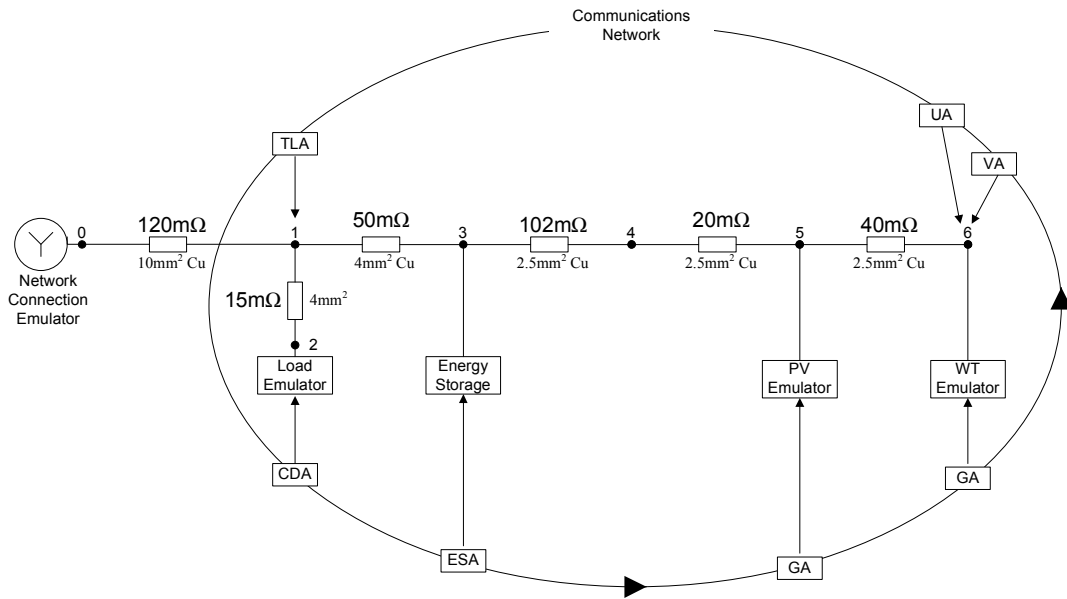 Communications
Network
UA
TLA
VA
120mΩ
50mΩ
102mΩ
20mΩ
40mΩ
0
1
3
4
5
6
10mm² Cu
4mm² Cu
2.5mm² Cu
2.5mm² Cu
2.5mm² Cu
Network
Connection
Emulator
15mΩ
4mm²
2
Load
Emulator
Energy
Storage
PV
Emulator
WT
Emulator
CDA
GA
ESA
GA